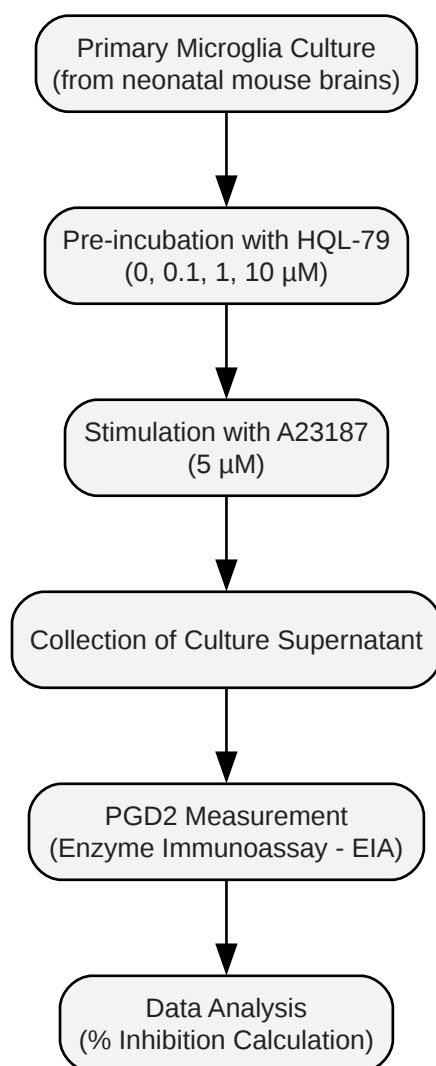 Primary Microglia Culture
(from neonatal mouse brains)
Pre-incubation with HQL-79
(0, 0.1, 1, 10 µM)
Stimulation with A23187
(5 µM)
Collection of Culture Supernatant
PGD2 Measurement
(Enzyme Immunoassay - EIA)
Data Analysis
(% Inhibition Calculation)